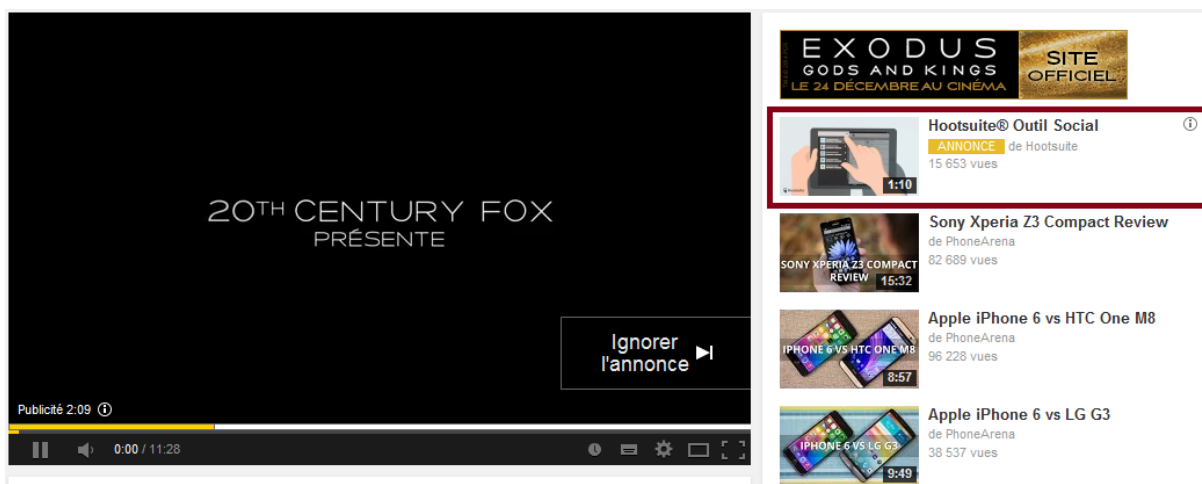 20TH CENTURY FOX
PRÉSENTE
Ignorer
l'annonce
Publicité 2:09
0:00 / 11:28
EXODUS
GODS AND KINGS
LE 24 DÉCEMBRE AU CINÉMA
SITE
OFFICIEL
1:10
Hootsuite® Outil Social
ANNONCE de Hootsuite
15 653 vues
SONY XPERIA Z3 COMPACT
REVIEW
15:32
Sony Xperia Z3 Compact Review
de PhoneArena
82 689 vues
IPHONE 6 VS HTC ONE M8
8:57
Apple iPhone 6 vs HTC One M8
de PhoneArena
96 228 vues
IPHONE 6 VS LG G3
9:49
Apple iPhone 6 vs LG G3
de PhoneArena
38 537 vues